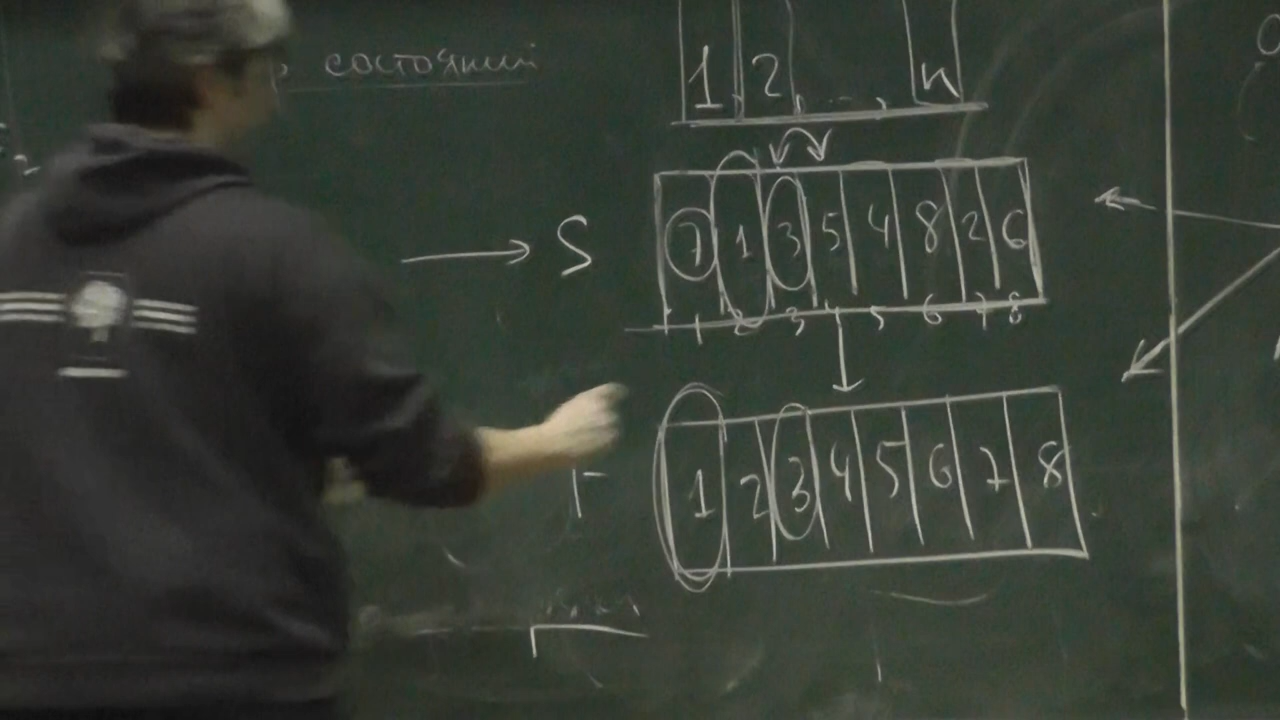 состояний
1 2 . . . n
S 7 1 3 5 4 8 2 6
1 2 3 4 5 6 7 8
F 1 2 3 4 5 6 7 8